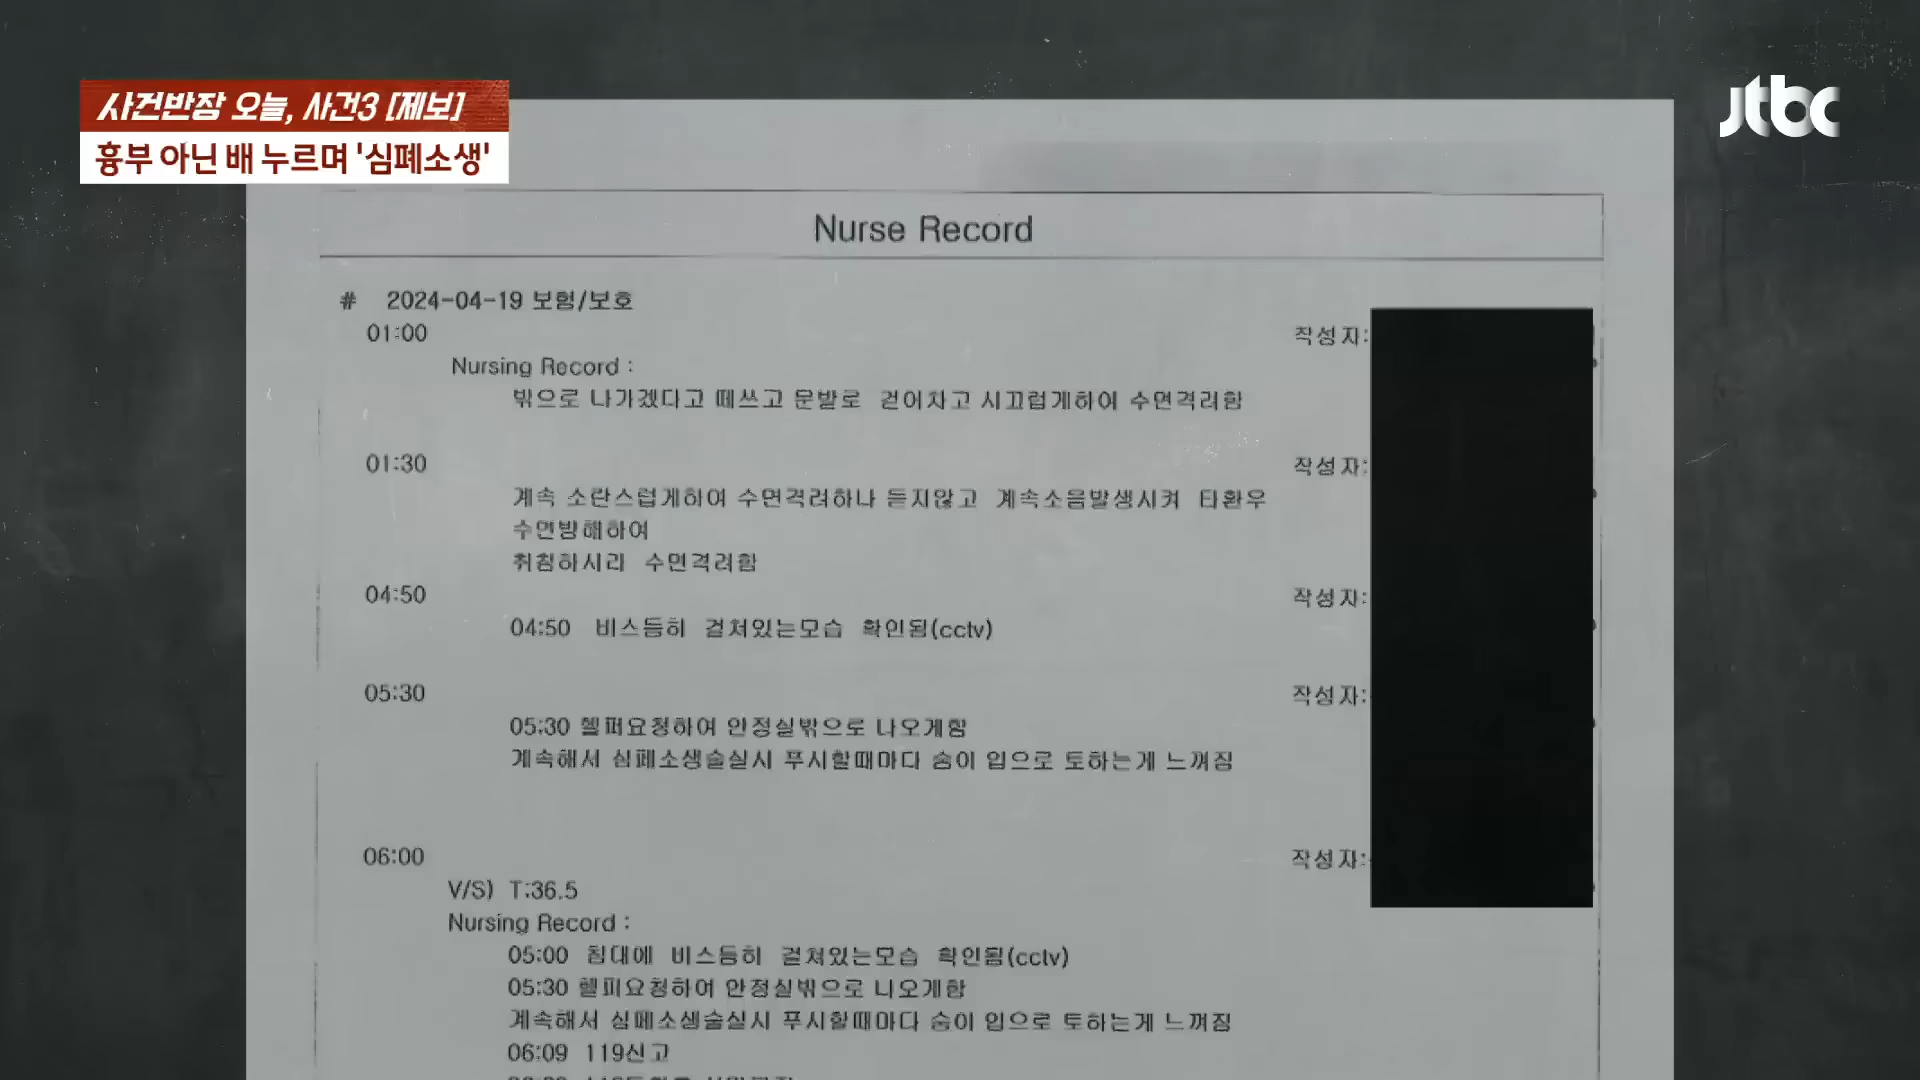 사건반장 오늘, 사건3 [제보]
흉부 아닌 배 누르며 '심폐소생'
jtbc
Nurse Record
# 2024-04-19 보험/보호
01:00 작성자:
Nursing Record :
밖으로 나가겠다고 떼쓰고 문발로 걷어차고 시끄럽게하여 수면격려함
01:30 작성자:
계속 소란스럽게하여 수면격려하나 듣지않고 계속소음발생시켜 타환우
수면방해하여
취침하시라 수면격려함
04:50 작성자:
04:50 비스듬히 걸쳐있는모습 확인됨(cctv)
05:30 작성자:
05:30 헬퍼요청하여 안정실밖으로 나오게함
계속해서 심폐소생술실시 푸시할때마다 숨이 입으로 토하는게 느껴짐
06:00 작성자:
V/S) T:36.5
Nursing Record :
05:00 침대에 비스듬히 걸쳐있는모습 확인됨(cctv)
05:30 헬퍼요청하여 안정실밖으로 나오게함
계속해서 심폐소생술실시 푸시할때마다 숨이 입으로 토하는게 느껴짐
06:09 119신고